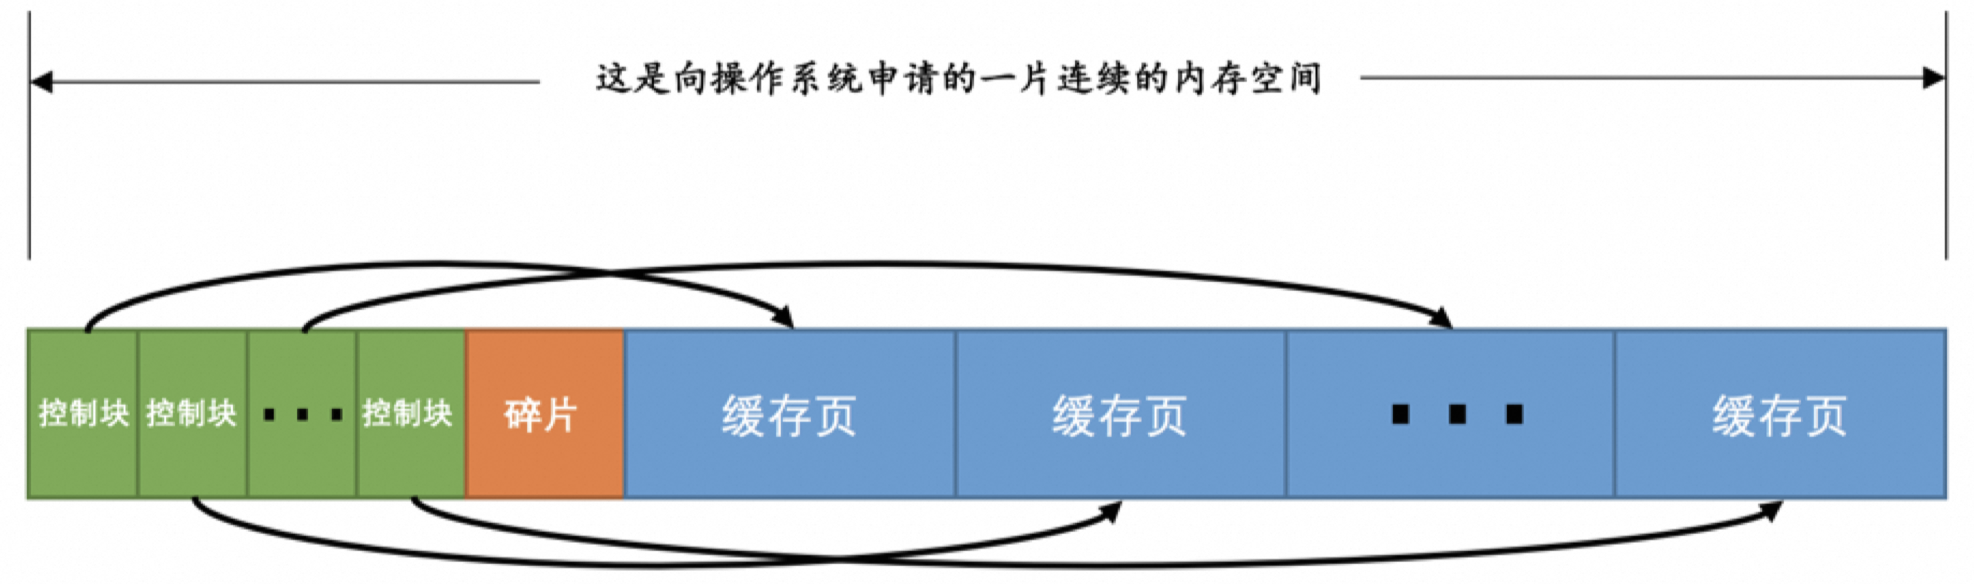 这是向操作系统申请的一片连续的内存空间
控制块 控制块 ··· 控制块 碎片 缓存页 缓存页 ··· 缓存页